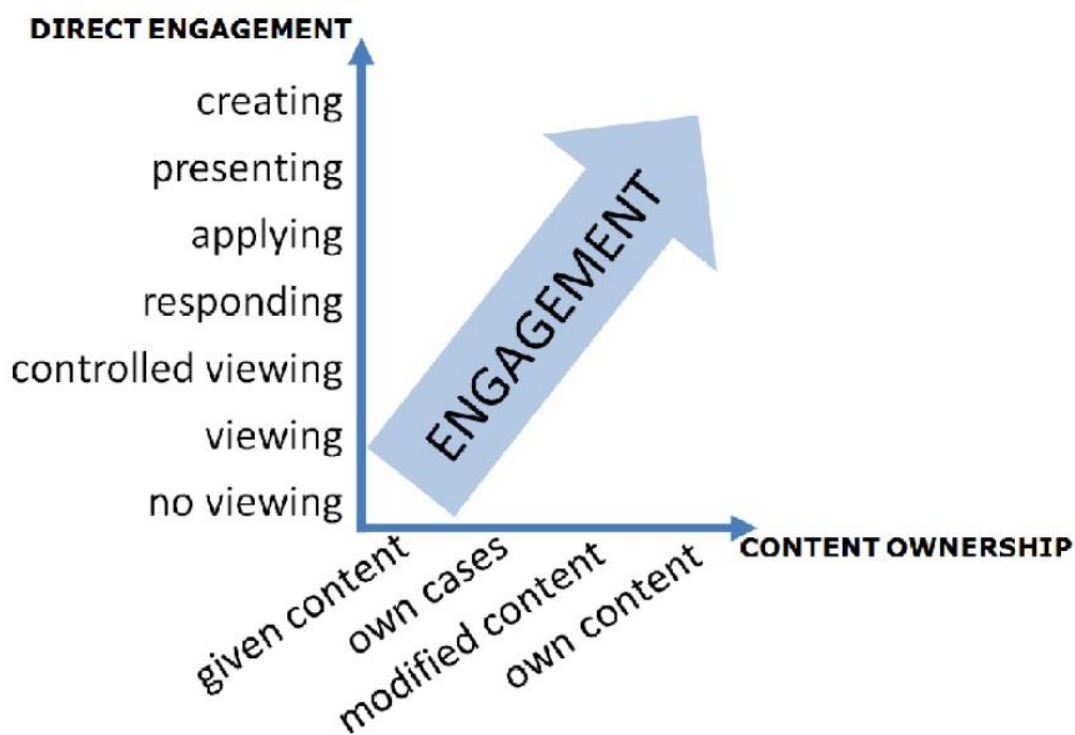 DIRECT ENGAGEMENT
creating
presenting
applying
responding
controlled viewing
viewing
no viewing
ENGAGEMENT
CONTENT OWNERSHIP
given content
own cases
modified content
own content